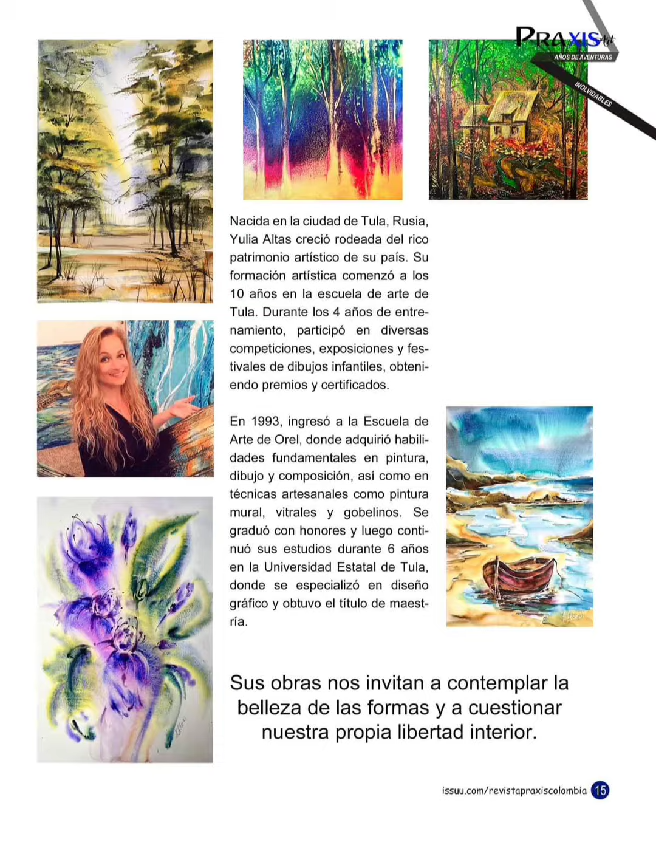 PRAXIS Art
AÑOS DE AVENTURAS
INOLVIDABLES
Nacida en la ciudad de Tula, Rusia,
Yulia Altas creció rodeada del rico
patrimonio artístico de su país. Su
formación artística comenzó a los
10 años en la escuela de arte de
Tula. Durante los 4 años de entre-
namiento, participó en diversas
competiciones, exposiciones y fes-
tivales de dibujos infantiles, obteni-
endo premios y certificados.
En 1993, ingresó a la Escuela de
Arte de Orel, donde adquirió habili-
dades fundamentales en pintura,
dibujo y composición, así como en
técnicas artesanales como pintura
mural, vitrales y gobelinos. Se
graduó con honores y luego conti-
nuó sus estudios durante 6 años
en la Universidad Estatal de Tula,
donde se especializó en diseño
gráfico y obtuvo el título de maest-
ría.
Sus obras nos invitan a contemplar la
belleza de las formas y a cuestionar
nuestra propia libertad interior.
issuu.com/revistapraxiscolombia 15